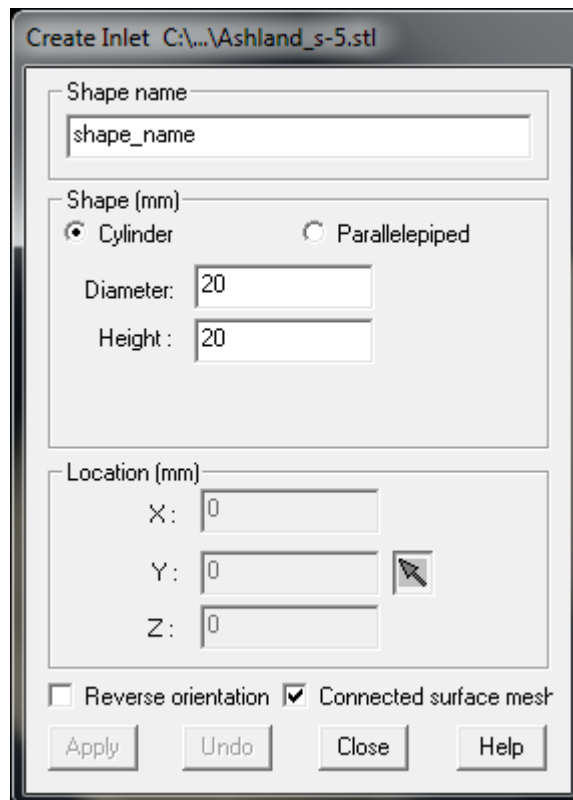 Create Inlet C:\...\Ashland_s-5.stl
Shape name
shape_name
Shape (mm)
Cylinder Parallelepiped
Diameter: 20
Height : 20
Location (mm)
X : 0
Y : 0
Z : 0
Reverse orientation Connected surface mesh
Apply Undo Close Help